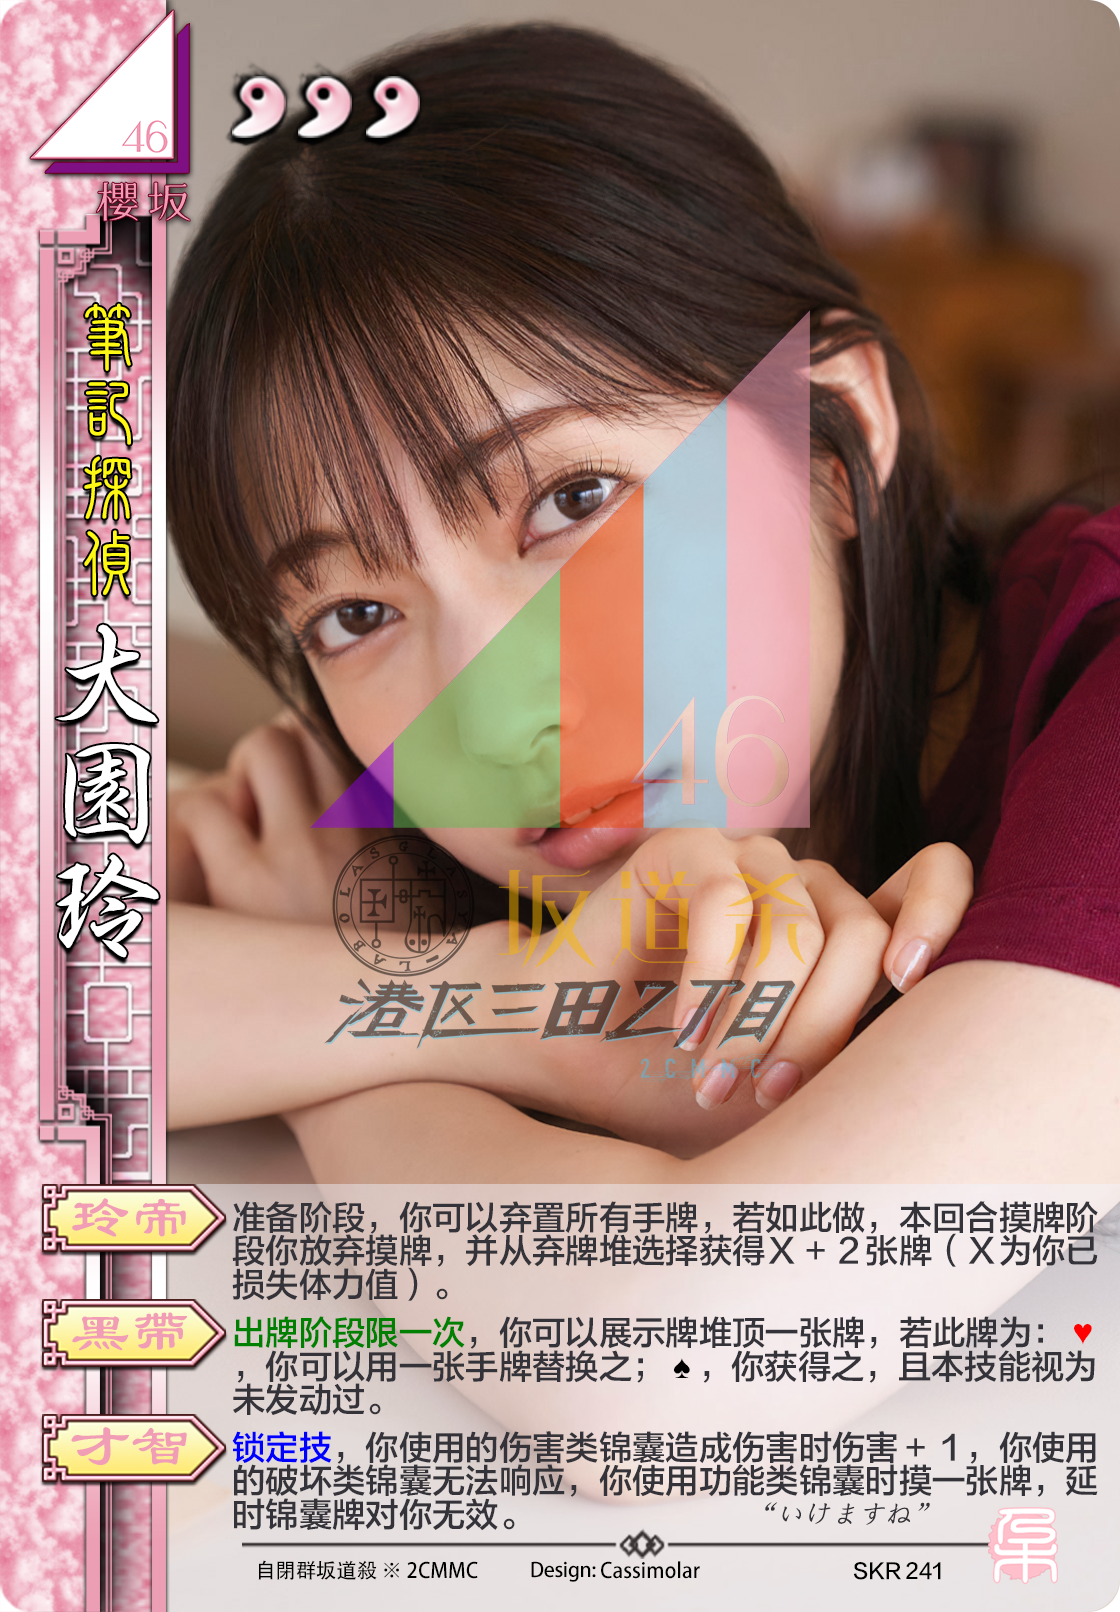 46
櫻坂
筆記探偵
大園玲
46
坂道杀
港区三田2丁目
2CMMC
玲帝
准备阶段，你可以弃置所有手牌，若如此做，本回合摸牌阶
段你放弃摸牌，并从弃牌堆选择获得X＋2张牌（X为你已
损失体力值）。
黑帶
出牌阶段限一次，你可以展示牌堆顶一张牌，若此牌为：♥
，你可以用一张手牌替换之；♠，你获得之，且本技能视为
未发动过。
才智
锁定技，你使用的伤害类锦囊造成伤害时伤害＋1，你使用
的破坏类锦囊无法响应，你使用功能类锦囊时摸一张牌，延
时锦囊牌对你无效。
“いけますね”
自閉群坂道殺 ※ 2CMMC
Design: Cassimolar
SKR 241